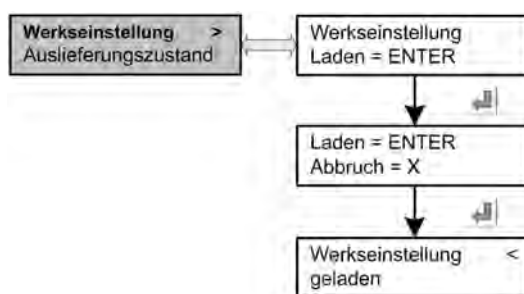 Werkseinstellung >
Auslieferungszustand
Werkseinstellung
Laden = ENTER
Laden = ENTER
Abbruch = X
Werkseinstellung <
geladen